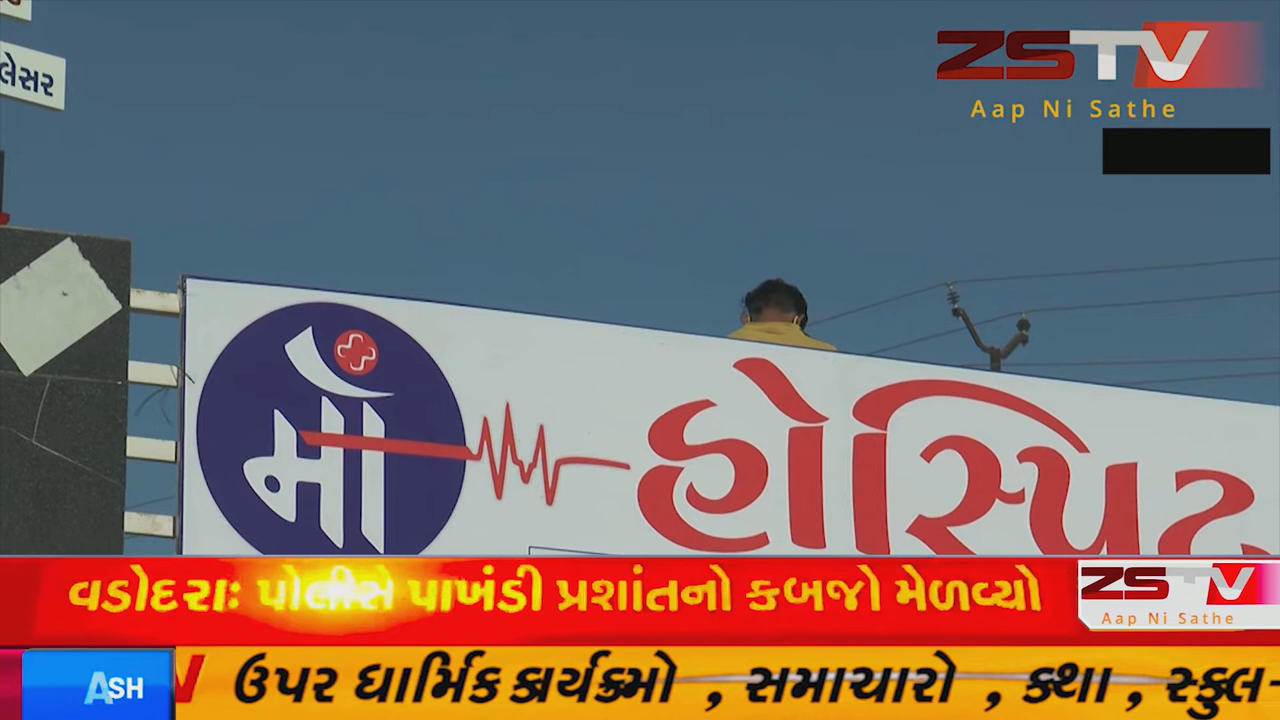 લેસર
ZSTV
Aap Ni Sathe
માઁ
હોસ્પિટ
વડોદરાઃ પોલીસે પાખંડી પ્રશાંતનો કબજો મેળવ્યો
ZSTV
Aap Ni Sathe
ASH
ઉપર ધાર્મિક કાર્યક્રમો , સમાચારો , કથા , સ્કુલ-